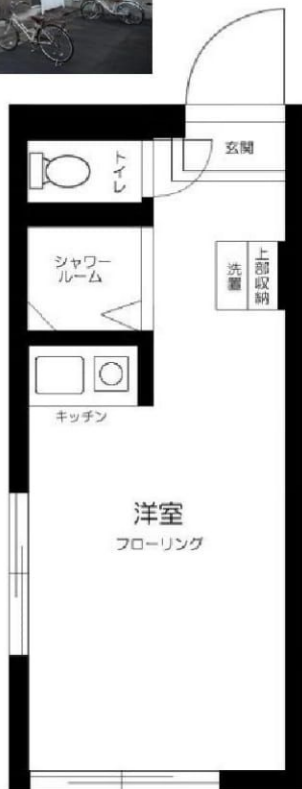 玄関
トイレ
シャワー
ルーム
洗置
上部収納
キッチン
洋室
フローリング